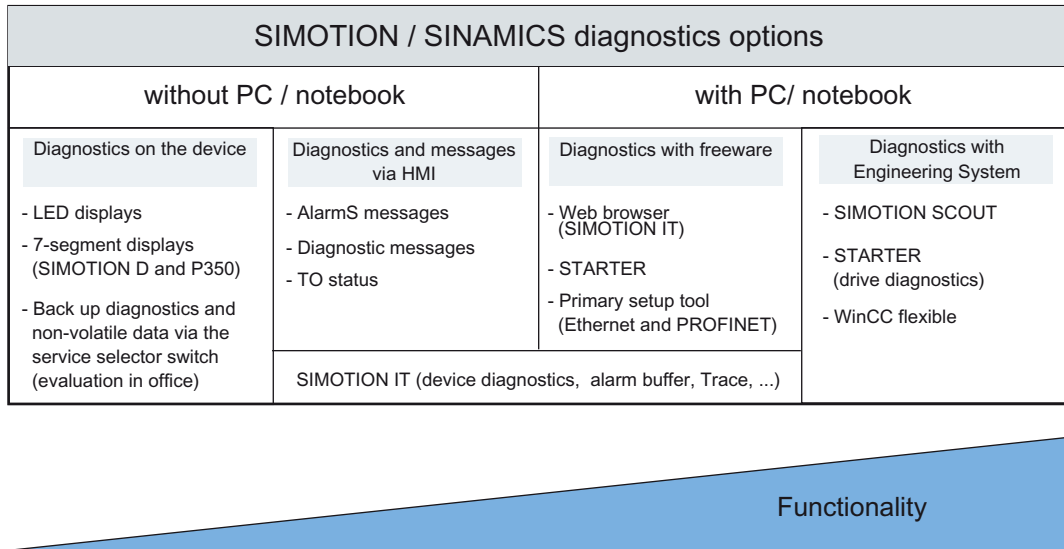 SIMOTION / SINAMICS diagnostics options
without PC / notebook
with PC/ notebook
Diagnostics on the device
- LED displays
- 7-segment displays
(SIMOTION D and P350)
- Back up diagnostics and
non-volatile data via the
service selector switch
(evaluation in office)
Diagnostics and messages
via HMI
- AlarmS messages
- Diagnostic messages
- TO status
Diagnostics with freeware
- Web browser
(SIMOTION IT)
- STARTER
- Primary setup tool
(Ethernet and PROFINET)
SIMOTION IT (device diagnostics, alarm buffer, Trace, ...)
Diagnostics with
Engineering System
- SIMOTION SCOUT
- STARTER
(drive diagnostics)
- WinCC flexible
Functionality